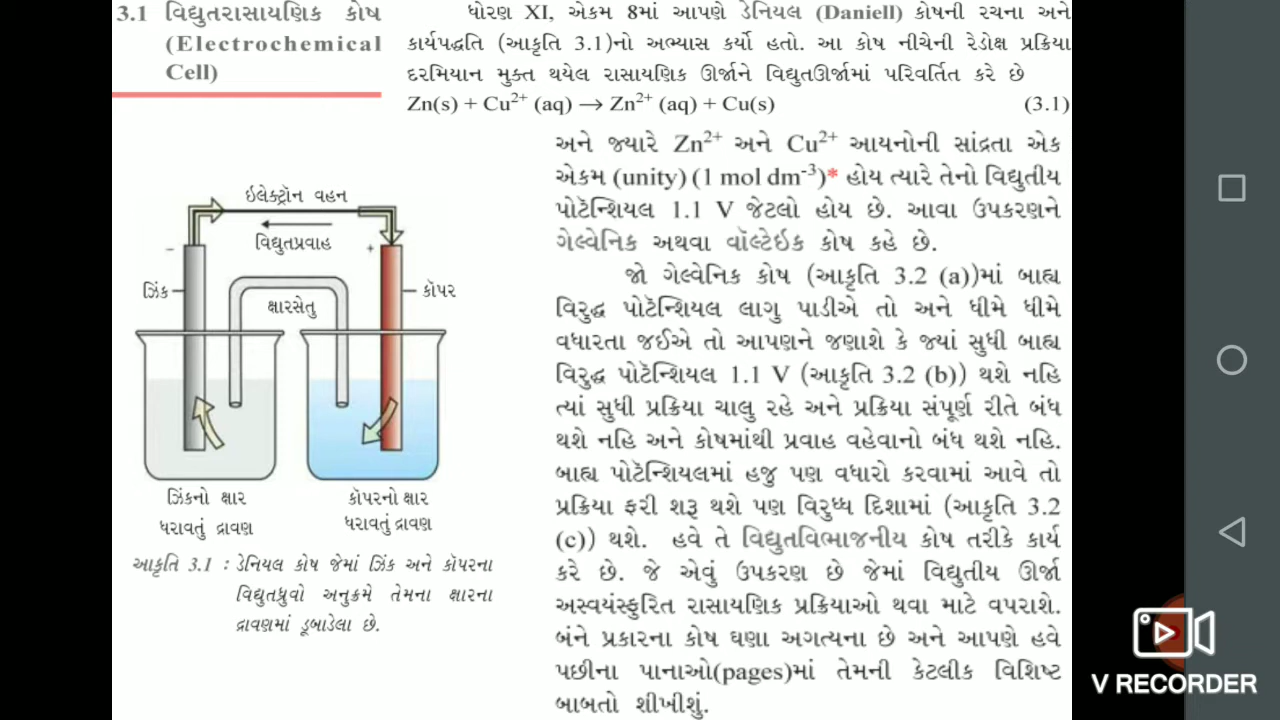 3.1 વિદ્યુતરાસાયણિક કોષ
(Electrochemical
Cell)
ધોરણ XI, એકમ 8માં આપણે ડેનિયલ (Daniell) કોષની રચના અને
કાર્યપદ્ધતિ (આકૃતિ 3.1)નો અભ્યાસ કર્યો હતો. આ કોષ નીચેની રેડોક્ષ પ્રક્રિયા
દરમિયાન મુક્ત થયેલ રાસાયણિક ઊર્જાને વિદ્યુતઊર્જામાં પરિવર્તિત કરે છે
Zn(s) + Cu²⁺ (aq) → Zn²⁺ (aq) + Cu(s) (3.1)
અને જ્યારે Zn²⁺ અને Cu²⁺ આયનોની સાંદ્રતા એક
એકમ (unity) (1 mol dm⁻³)* હોય ત્યારે તેનો વિદ્યુતીય
પોટૅન્શિયલ 1.1 V જેટલો હોય છે. આવા ઉપકરણને
ગેલ્વેનિક અથવા વૉલ્ટેઇક કોષ કહે છે.
જો ગેલ્વેનિક કોષ (આકૃતિ 3.2 (a))માં બાહ્ય
વિરુદ્ધ પોટૅન્શિયલ લાગુ પાડીએ તો અને ધીમે ધીમે
વધારતા જઈએ તો આપણને જણાશે કે જ્યાં સુધી બાહ્ય
વિરુદ્ધ પોટૅન્શિયલ 1.1 V (આકૃતિ 3.2 (b)) થશે નહિ
ત્યાં સુધી પ્રક્રિયા ચાલુ રહે અને પ્રક્રિયા સંપૂર્ણ રીતે બંધ
થશે નહિ અને કોષમાંથી પ્રવાહ વહેવાનો બંધ થશે નહિ.
બાહ્ય પોટૅન્શિયલમાં હજુ પણ વધારો કરવામાં આવે તો
પ્રક્રિયા ફરી શરૂ થશે પણ વિરુધ્ધ દિશામાં (આકૃતિ 3.2
(c)) થશે. હવે તે વિદ્યુતવિભાજનીય કોષ તરીકે કાર્ય
કરે છે. જે એવું ઉપકરણ છે જેમાં વિદ્યુતીય ઊર્જા
અસ્વયંસ્ફુરિત રાસાયણિક પ્રક્રિયાઓ થવા માટે વપરાશે.
બંને પ્રકારના કોષ ઘણા અગત્યના છે અને આપણે હવે
પછીના પાનાઓ(pages)માં તેમની કેટલીક વિશિષ્ટ
બાબતો શીખીશું.
ઇલેક્ટ્રૉન વહન
વિદ્યુતપ્રવાહ
–
+
ઝિંક
કૉપર
ક્ષારસેતુ
ઝિંકનો ક્ષાર
ધરાવતું દ્રાવણ
કૉપરનો ક્ષાર
ધરાવતું દ્રાવણ
આકૃતિ 3.1 : ડેનિયલ કોષ જેમાં ઝિંક અને કૉપરના
વિદ્યુતધ્રુવો અનુક્રમે તેમના ક્ષારના
દ્રાવણમાં ડૂબાડેલા છે.
V RECORDER